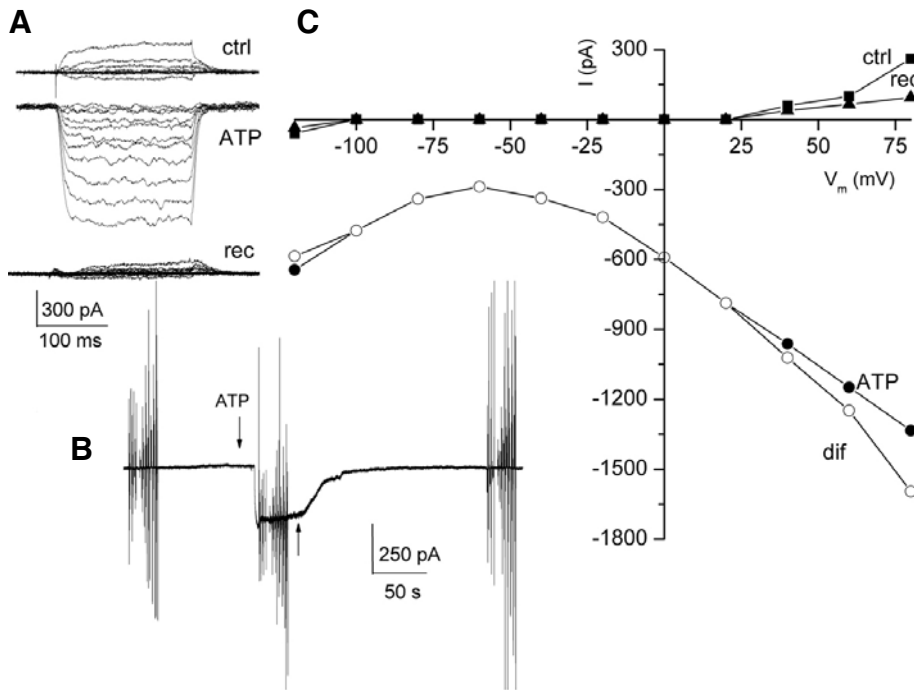 A
ctrl
ATP
rec
300 pA
100 ms
B
ATP
250 pA
50 s
C
I (pA)
300
-300
-600
-900
-1200
-1500
-1800
-100
-75
-50
-25
25
50
75
V_m (mV)
ctrl
rec
ATP
dif